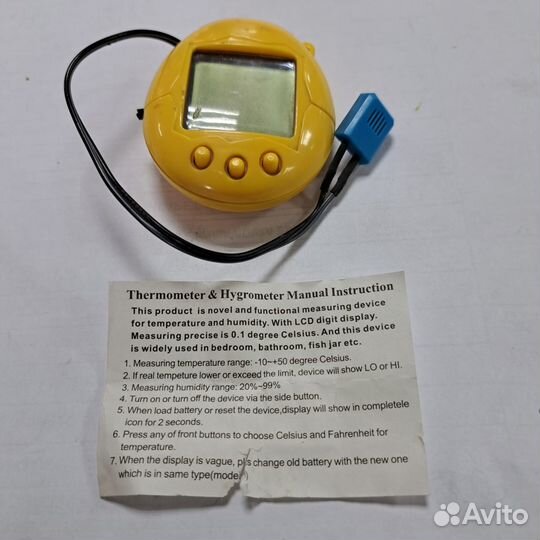 Thermometer & Hygrometer Manual Instruction
This product is novel and functional measuring device
for temperature and humidity. With LCD digit display.
Measuring precise is 0.1 degree Celsius. And this device
is widely used in bedroom, bathroom, fish jar etc.
1. Measuring temperature range: -10~+50 degree Celsius.
2. If real tempeture lower or exceed the limit, device will show LO or HI.
3. Measuring humidity range: 20%~99%
4. Turn on or turn off the device via the side button.
5. When load battery or reset the device,display will show in completele
icon for 2 seconds.
6. Press any of front buttons to choose Celsius and Fahrenheit for
temperature.
7. When the display is vague, pls change old battery with the new one
which is in same type(model)
Avito